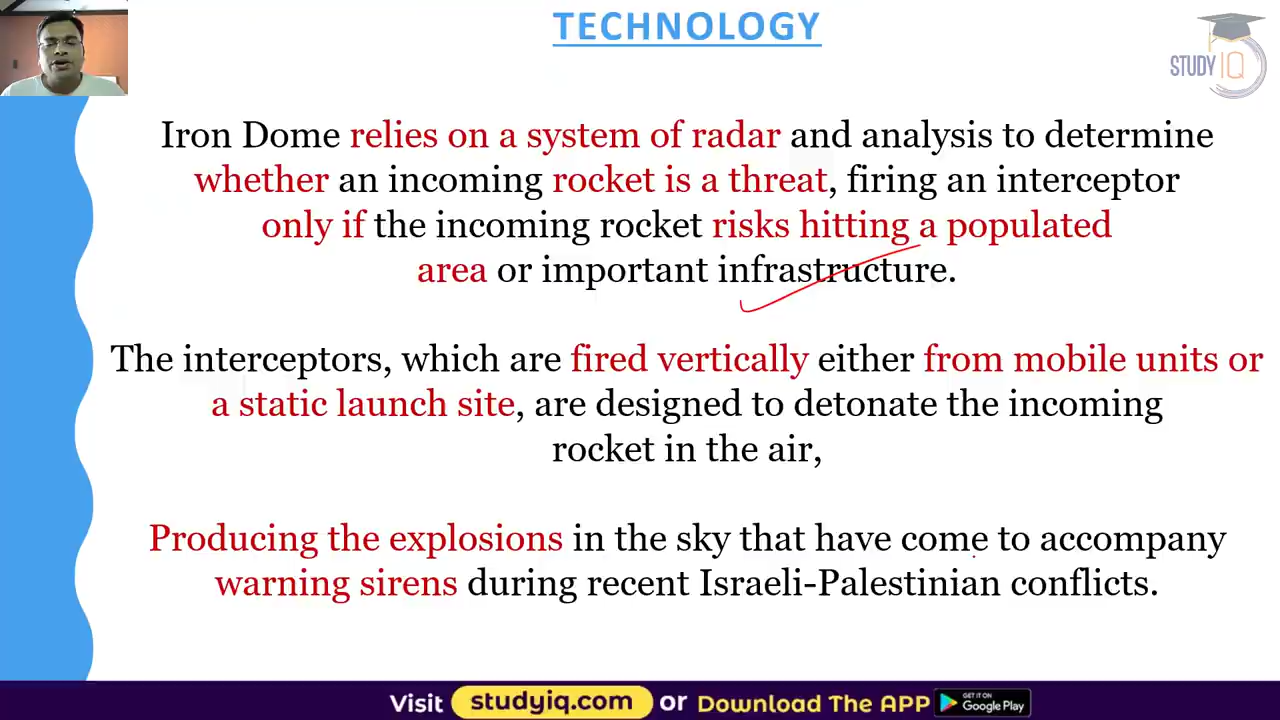 TECHNOLOGY
STUDY IQ
Iron Dome relies on a system of radar and analysis to determine
whether an incoming rocket is a threat, firing an interceptor
only if the incoming rocket risks hitting a populated
area or important infrastructure.
The interceptors, which are fired vertically either from mobile units or
a static launch site, are designed to detonate the incoming
rocket in the air,
Producing the explosions in the sky that have come to accompany
warning sirens during recent Israeli-Palestinian conflicts.
Visit studyiq.com or Download The APP GET IT ON Google Play